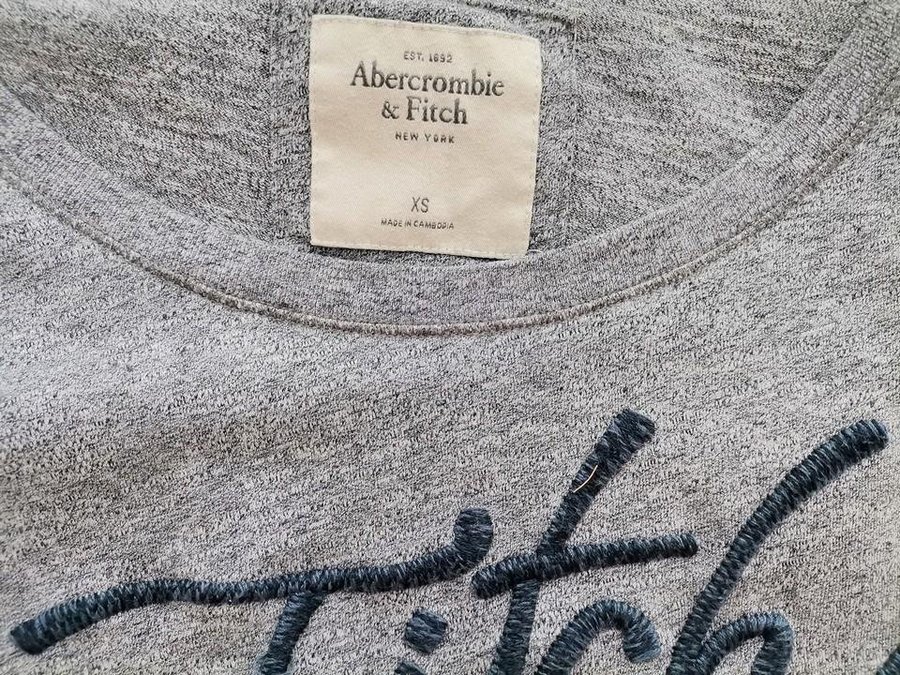 EST. 1892
Abercrombie
& Fitch
NEW YORK
XS
MADE IN CAMBODIA
Fitch